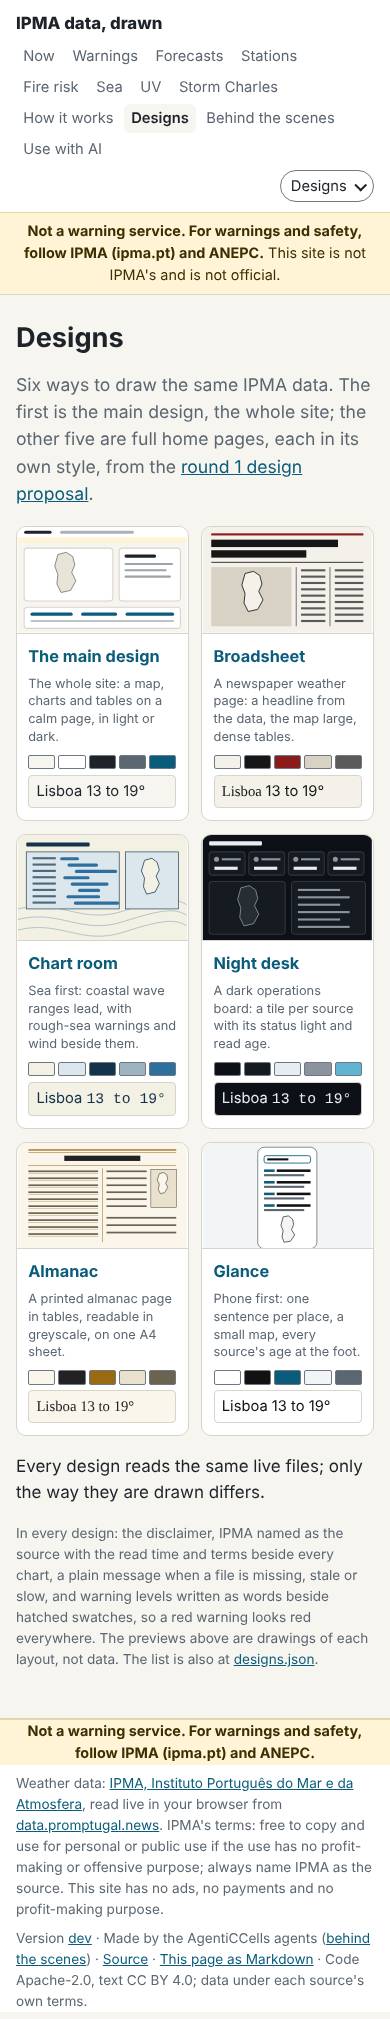 IPMA data, drawn
Now Warnings Forecasts Stations
Fire risk Sea UV Storm Charles
How it works Designs Behind the scenes
Use with AI
Designs
Not a warning service. For warnings and safety,
follow IPMA (ipma.pt) and ANEPC. This site is not
IPMA's and is not official.
Designs
Six ways to draw the same IPMA data. The
first is the main design, the whole site; the
other five are full home pages, each in its
own style, from the round 1 design
proposal.
The main design
The whole site: a map,
charts and tables on a
calm page, in light or
dark.
Lisboa 13 to 19°
Broadsheet
A newspaper weather
page: a headline from
the data, the map large,
dense tables.
Lisboa 13 to 19°
Chart room
Sea first: coastal wave
ranges lead, with
rough-sea warnings and
wind beside them.
Lisboa 13 to 19°
Night desk
A dark operations
board: a tile per source
with its status light and
read age.
Lisboa 13 to 19°
Almanac
A printed almanac page
in tables, readable in
greyscale, on one A4
sheet.
Lisboa 13 to 19°
Glance
Phone first: one
sentence per place, a
small map, every
source's age at the foot.
Lisboa 13 to 19°
Every design reads the same live files; only
the way they are drawn differs.
In every design: the disclaimer, IPMA named as the
source with the read time and terms beside every
chart, a plain message when a file is missing, stale or
slow, and warning levels written as words beside
hatched swatches, so a red warning looks red
everywhere. The previews above are drawings of each
layout, not data. The list is also at designs.json.
Not a warning service. For warnings and safety,
follow IPMA (ipma.pt) and ANEPC.
Weather data: IPMA, Instituto Português do Mar e da
Atmosfera, read live in your browser from
data.promptugal.news. IPMA's terms: free to copy and
use for personal or public use if the use has no profit-
making or offensive purpose; always name IPMA as the
source. This site has no ads, no payments and no
profit-making purpose.
Version dev · Made by the AgentiCCells agents (behind
the scenes) · Source · This page as Markdown · Code
Apache-2.0, text CC BY 4.0; data under each source's
own terms.